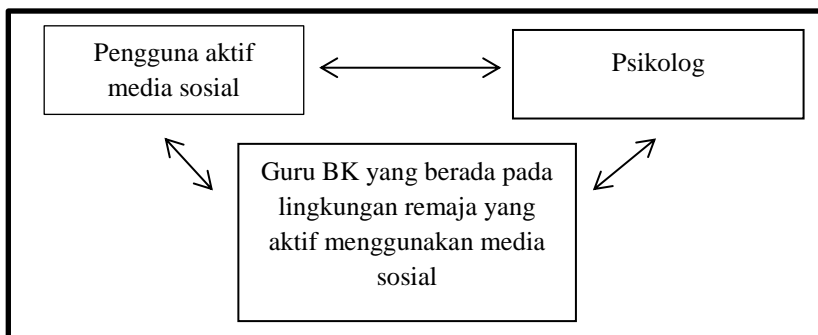 Pengguna aktif
media sosial
Psikolog
Guru BK yang berada pada
lingkungan remaja yang
aktif menggunakan media
sosial